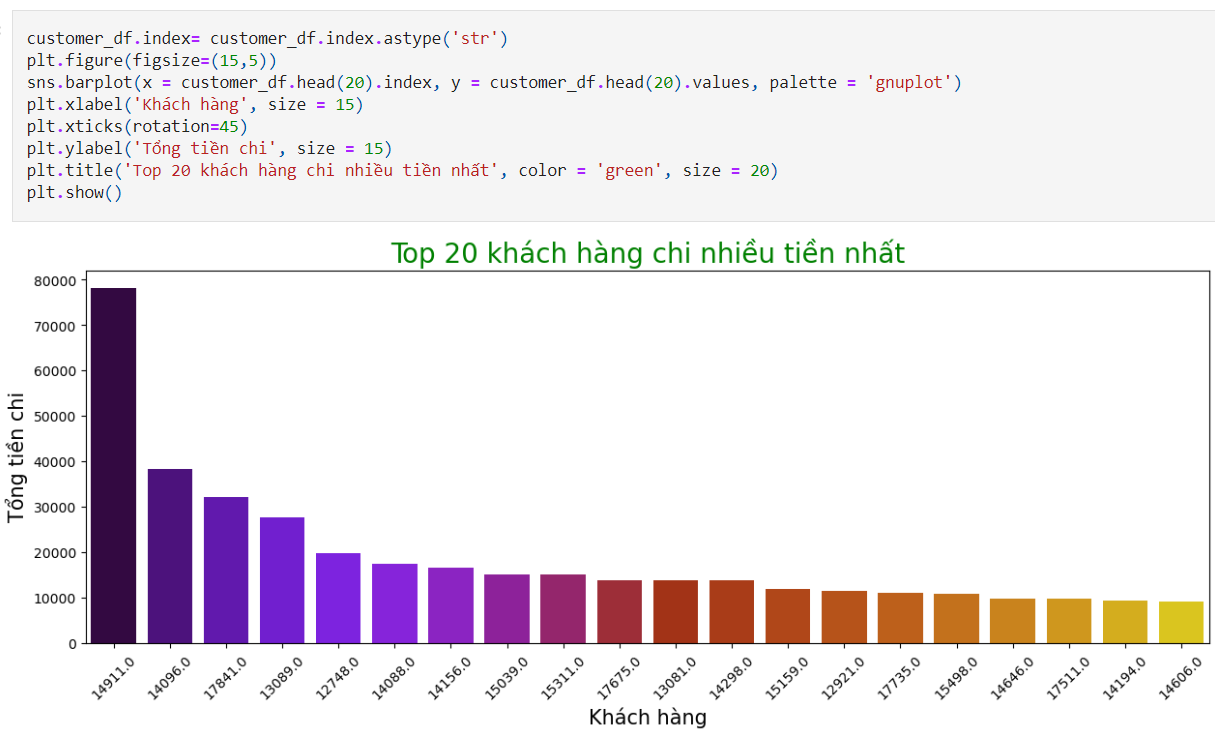 customer_df.index= customer_df.index.astype('str')
plt.figure(figsize=(15,5))
sns.barplot(x = customer_df.head(20).index, y = customer_df.head(20).values, palette = 'gnuplot')
plt.xlabel('Khách hàng', size = 15)
plt.xticks(rotation=45)
plt.ylabel('Tổng tiền chi', size = 15)
plt.title('Top 20 khách hàng chi nhiều tiền nhất', color = 'green', size = 20)
plt.show()
Top 20 khách hàng chi nhiều tiền nhất
80000
70000
60000
50000
40000
30000
20000
10000
0
Tổng tiền chi
14911.0 14096.0 17841.0 13089.0 12748.0 14088.0 14156.0 15039.0 15311.0 17675.0 13081.0 14298.0 15159.0 12921.0 17735.0 15498.0 14646.0 17511.0 14194.0 14606.0
Khách hàng